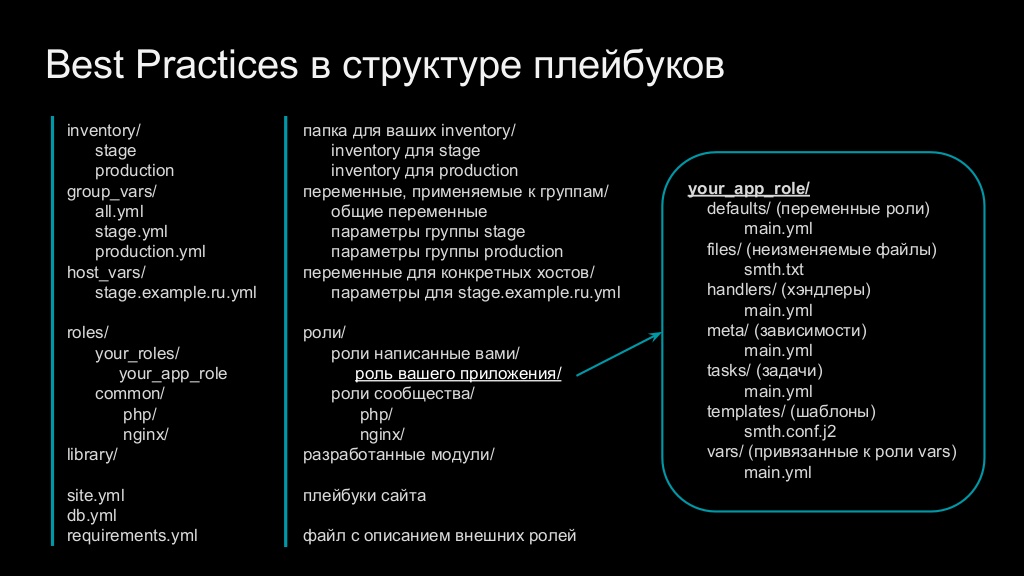 Best Practices в структуре плейбуков
inventory/
stage
production
group_vars/
all.yml
stage.yml
production.yml
host_vars/
stage.example.ru.yml
roles/
your_roles/
your_app_role
common/
php/
nginx/
library/
site.yml
db.yml
requirements.yml
папка для ваших inventory/
inventory для stage
inventory для production
переменные, применяемые к группам/
общие переменные
параметры группы stage
параметры группы production
переменные для конкретных хостов/
параметры для stage.example.ru.yml
роли/
роли написанные вами/
роль вашего приложения/
роли сообщества/
php/
nginx/
разработанные модули/
плейбуки сайта
файл с описанием внешних ролей
your_app_role/
defaults/ (переменные роли)
main.yml
files/ (неизменяемые файлы)
smth.txt
handlers/ (хэндлеры)
main.yml
meta/ (зависимости)
main.yml
tasks/ (задачи)
main.yml
templates/ (шаблоны)
smth.conf.j2
vars/ (привязанные к роли vars)
main.yml